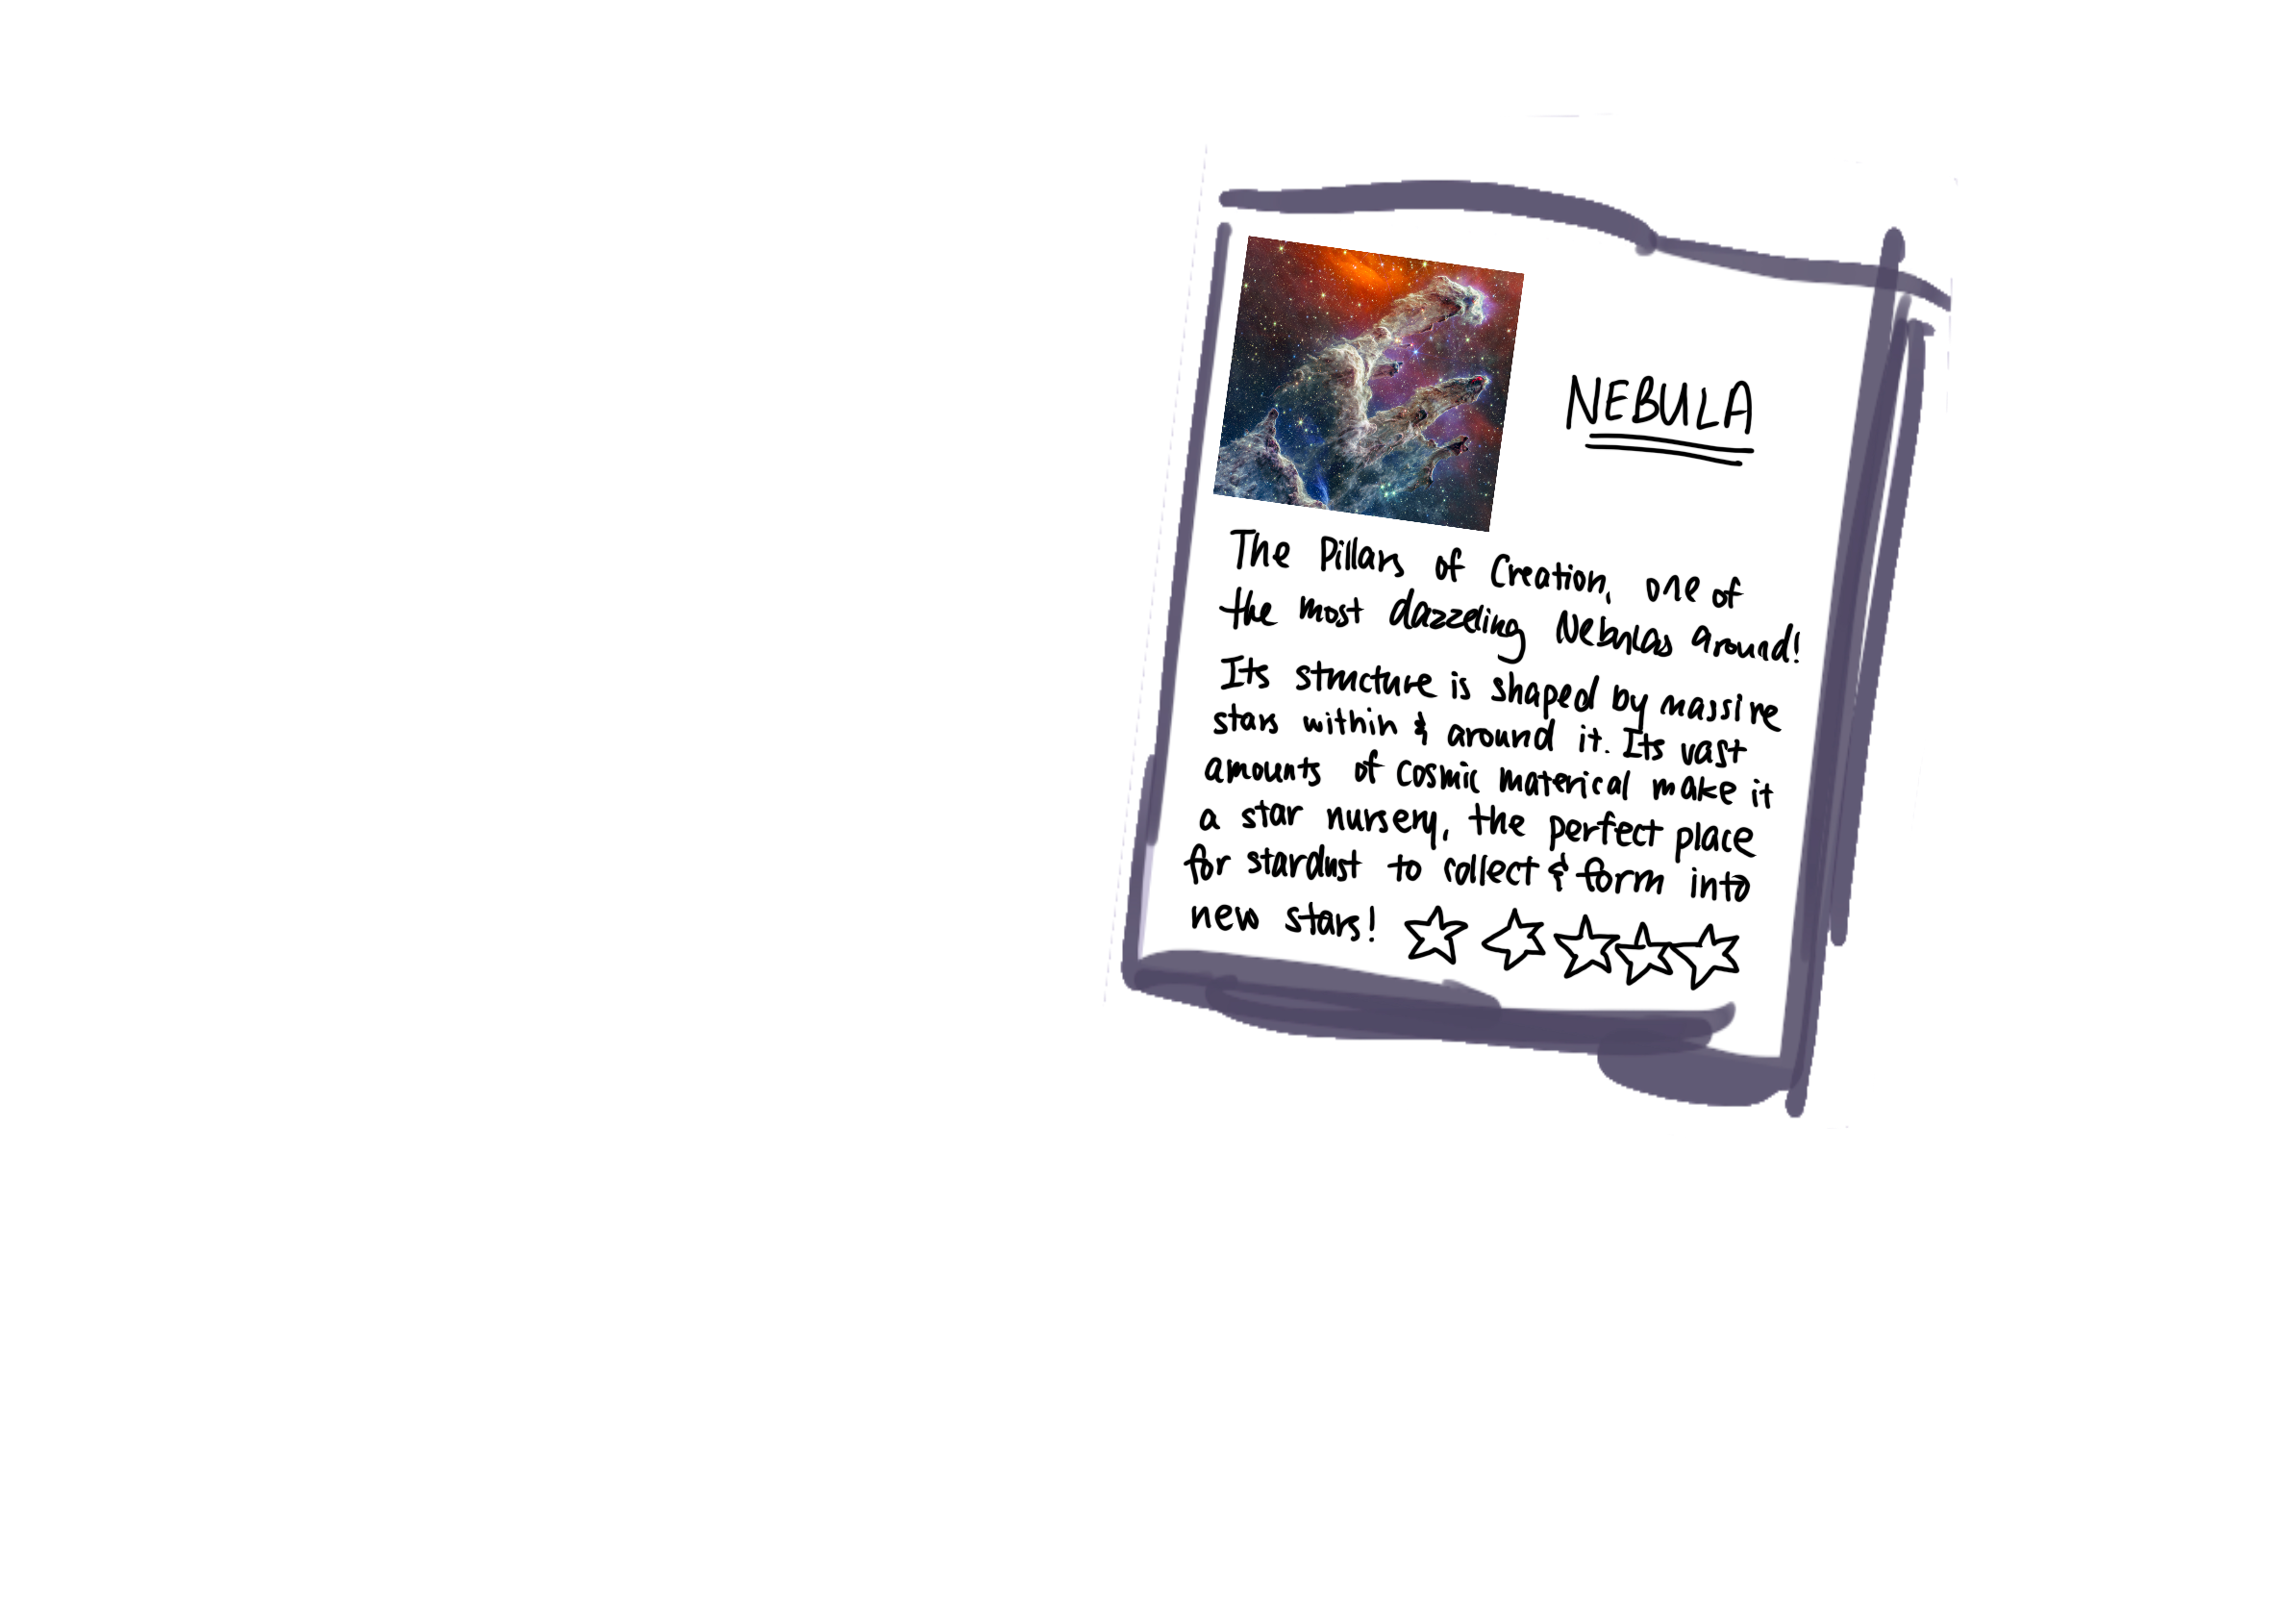 NEBULA
The Pillars of Creation, one of
the most dazzeling Nebulas around!
Its structure is shaped by massive
stars within & around it. Its vast
amounts of cosmic materical make it
a star nursery, the perfect place
for stardust to collect & form into
new stars!